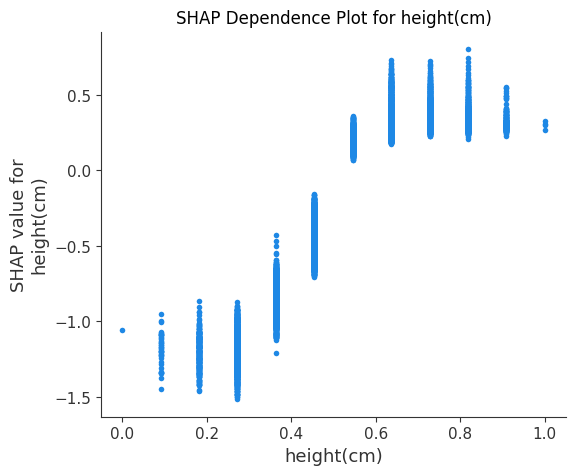 SHAP Dependence Plot for height(cm)
SHAP value for
height(cm)
0.5
0.0
−0.5
−1.0
−1.5
0.0 0.2 0.4 0.6 0.8 1.0
height(cm)